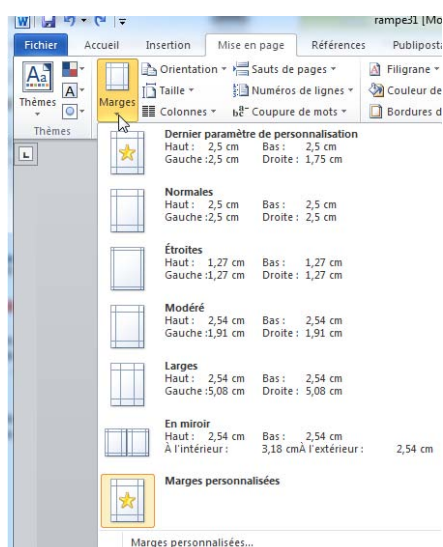 rampe31 [Mo
Fichier Accueil Insertion Mise en page Références Publiposta
Orientation Sauts de pages Filigrane
Taille Numéros de lignes Couleur de
Thèmes Marges Colonnes Coupure de mots Bordures d
Thèmes
Dernier paramètre de personnalisation
Haut : 2,5 cm Bas : 2,5 cm
Gauche :2,5 cm Droite : 1,75 cm
Normales
Haut : 2,5 cm Bas : 2,5 cm
Gauche :2,5 cm Droite : 2,5 cm
Étroites
Haut : 1,27 cm Bas : 1,27 cm
Gauche :1,27 cm Droite : 1,27 cm
Modéré
Haut : 2,54 cm Bas : 2,54 cm
Gauche :1,91 cm Droite : 1,91 cm
Larges
Haut : 2,54 cm Bas : 2,54 cm
Gauche :5,08 cm Droite : 5,08 cm
En miroir
Haut : 2,54 cm Bas : 2,54 cm
À l'intérieur : 3,18 cmÀ l'extérieur : 2,54 cm
Marges personnalisées
Marges personnalisées...